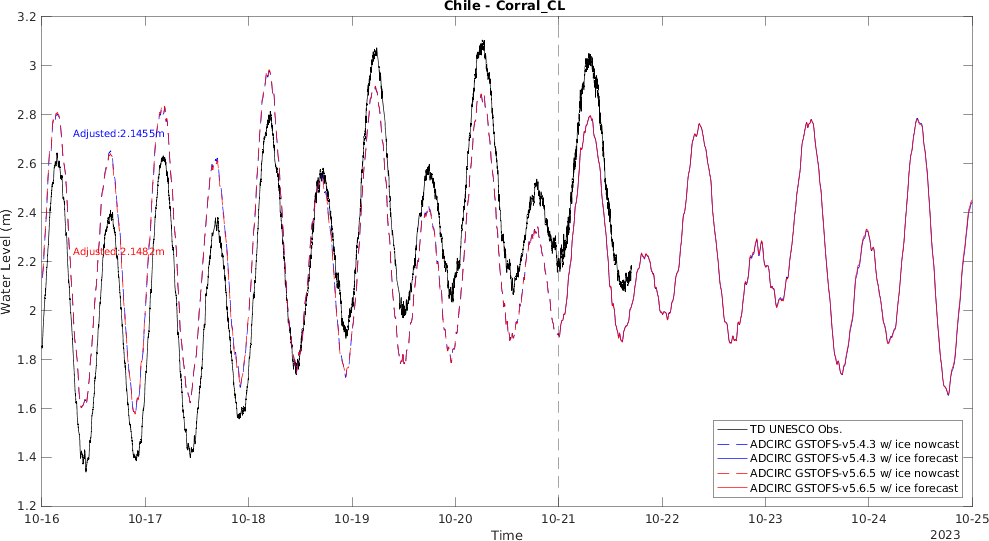 Chile - Corral_CL
3.2
3
2.8
2.6
2.4
2.2
2
1.8
1.6
1.4
1.2
Water Level (m)
Adjusted:2.1455m
Adjusted:2.1482m
TD UNESCO Obs.
ADCIRC GSTOFS-v5.4.3 w/ ice nowcast
ADCIRC GSTOFS-v5.4.3 w/ ice forecast
ADCIRC GSTOFS-v5.6.5 w/ ice nowcast
ADCIRC GSTOFS-v5.6.5 w/ ice forecast
10-16 10-17 10-18 10-19 10-20 10-21 10-22 10-23 10-24 10-25
Time
2023